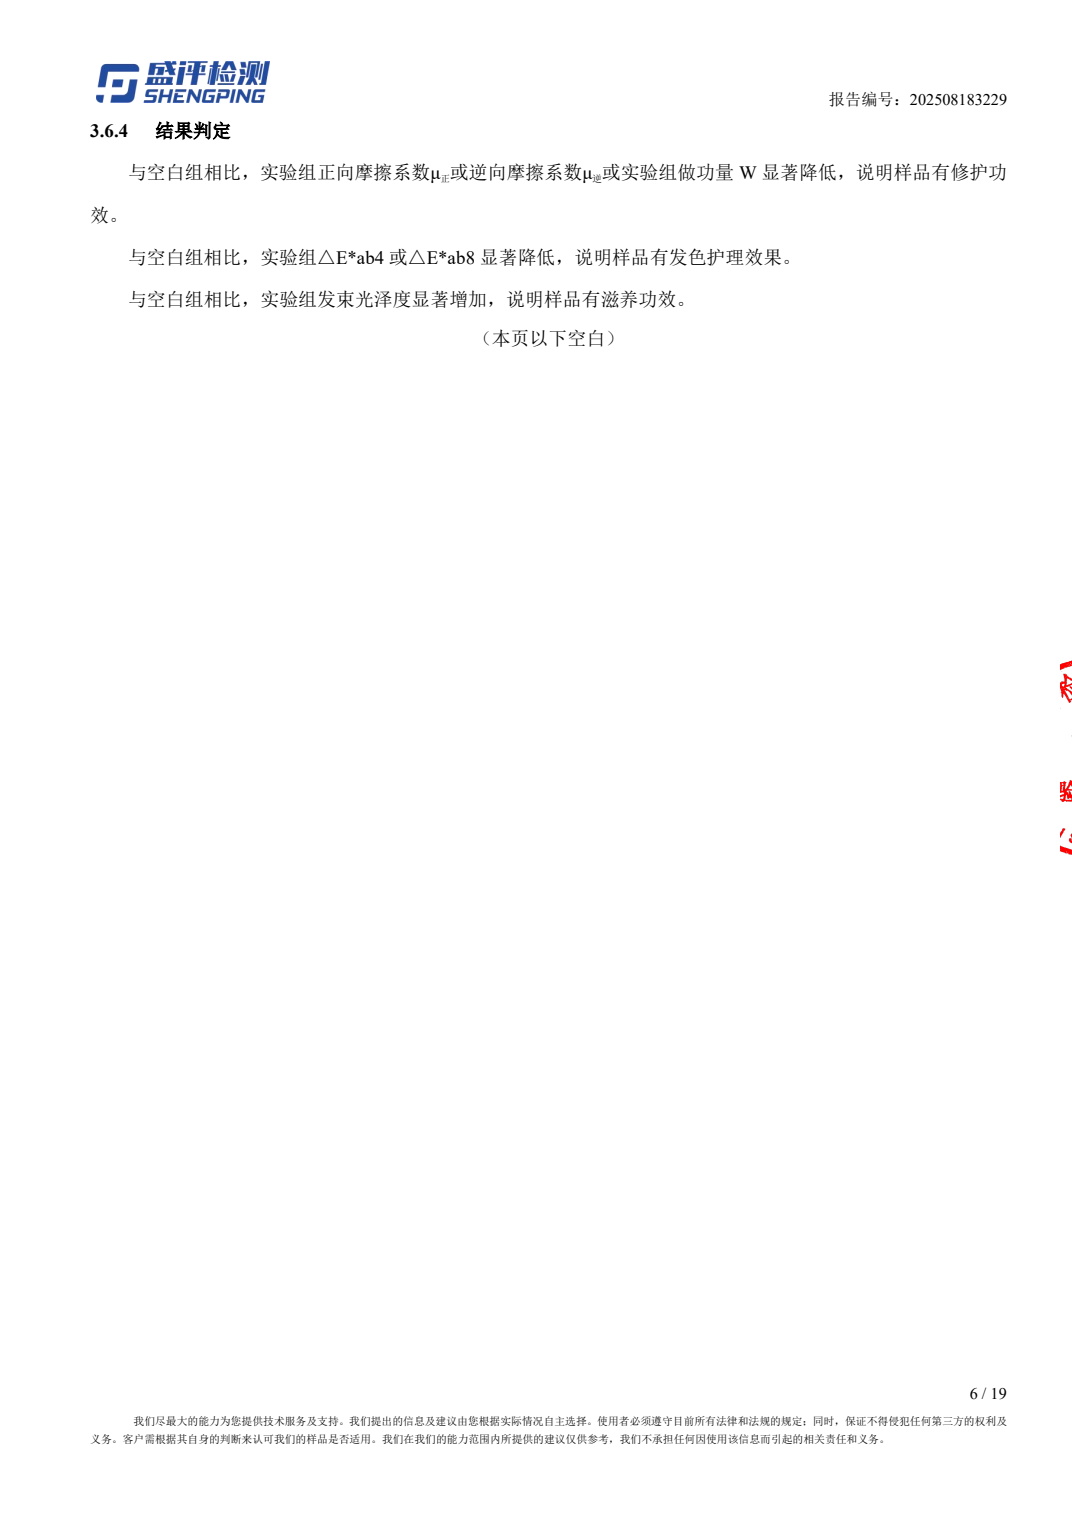 盛评检测
SHENGPING
报告编号：202508183229
3.6.4 结果判定
与空白组相比，实验组正向摩擦系数μ正或逆向摩擦系数μ逆或实验组做功量 W 显著降低，说明样品有修护功
效。
与空白组相比，实验组△E*ab4 或△E*ab8 显著降低，说明样品有发色护理效果。
与空白组相比，实验组发束光泽度显著增加，说明样品有滋养功效。
（本页以下空白）
验
6 / 19
我们尽最大的能力为您提供技术服务及支持。我们提出的信息及建议由您根据实际情况自主选择。使用者必须遵守目前所有法律和法规的规定；同时，保证不得侵犯任何第三方的权利及
义务。客户需根据其自身的判断来认可我们的样品是否适用。我们在我们的能力范围内所提供的建议仅供参考，我们不承担任何因使用该信息而引起的相关责任和义务。